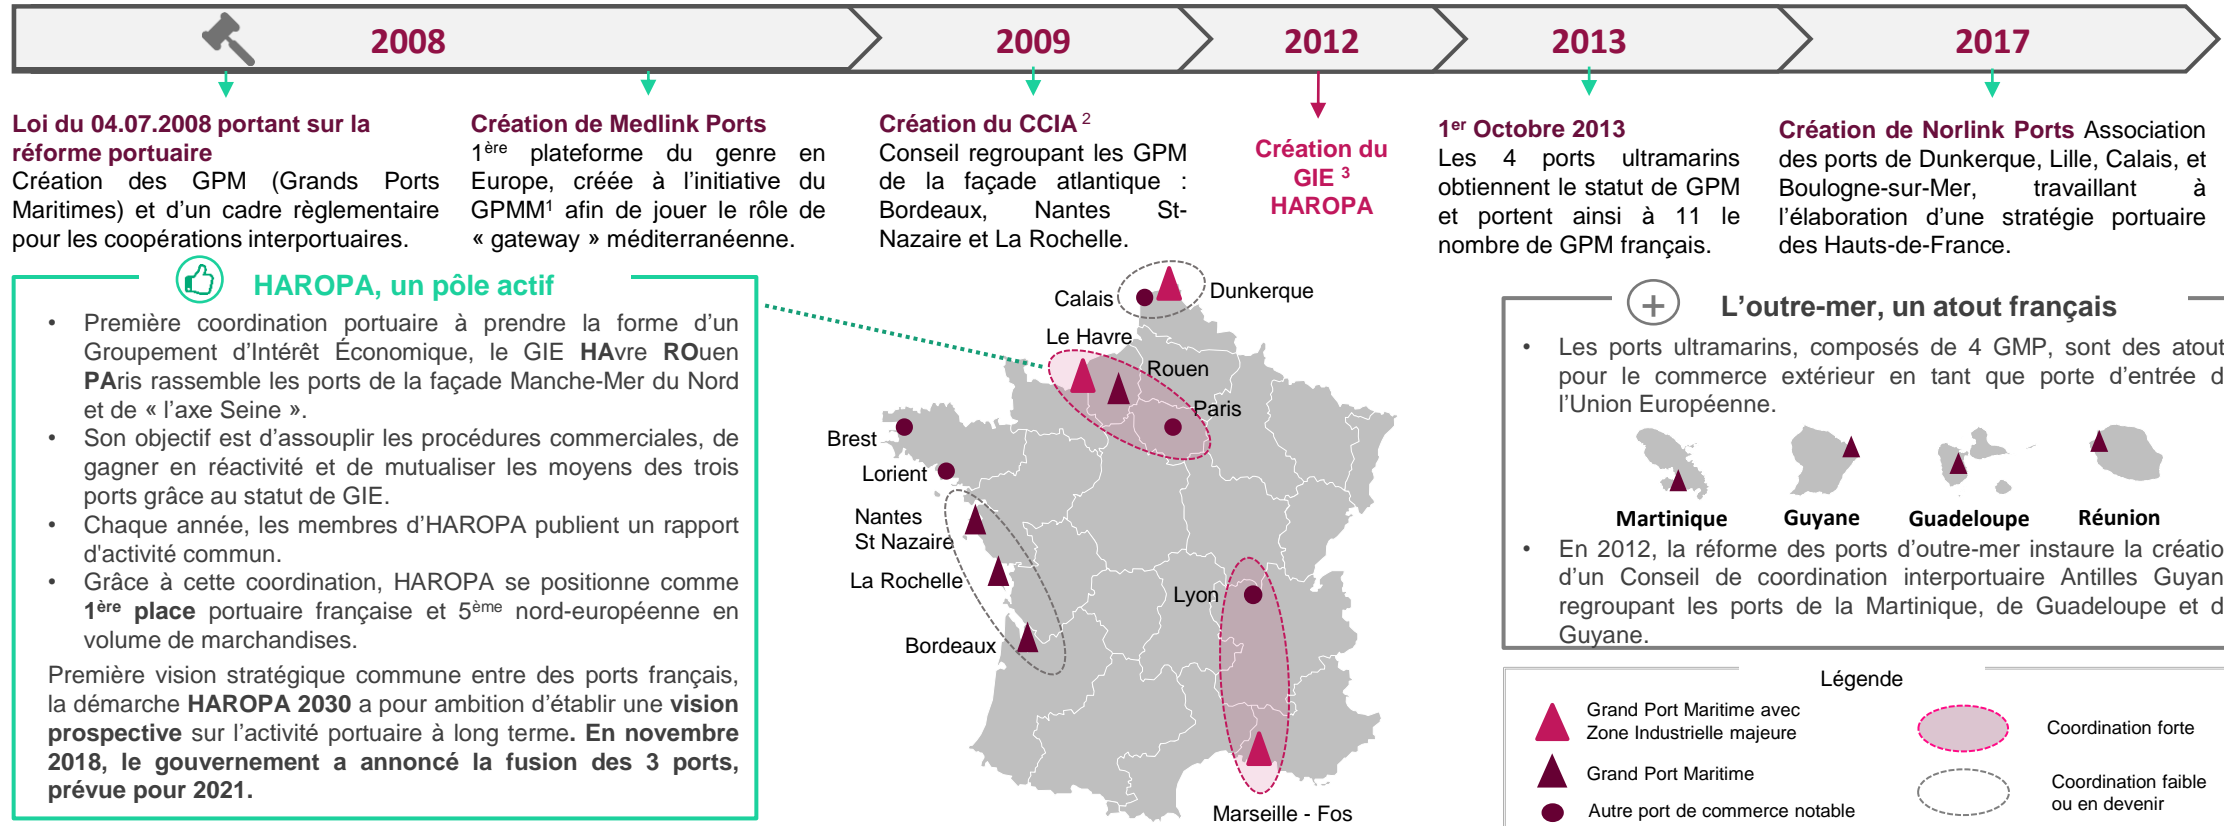 2008
2009
2012
2013
2017
Loi du 04.07.2008 portant sur la
réforme portuaire
Création des GPM (Grands Ports
Maritimes) et d'un cadre règlementaire
pour les coopérations interportuaires.
Création de Medlink Ports
1ère plateforme du genre en
Europe, créée à l'initiative du
GPMM1 afin de jouer le rôle de
« gateway » méditerranéenne.
Création du CCIA 2
Conseil regroupant les GPM
de la façade atlantique :
Bordeaux, Nantes St-
Nazaire et La Rochelle.
Création du
GIE 3
HAROPA
1er Octobre 2013
Les 4 ports ultramarins
obtiennent le statut de GPM
et portent ainsi à 11 le
nombre de GPM français.
Création de Norlink Ports Association
des ports de Dunkerque, Lille, Calais, et
Boulogne-sur-Mer, travaillant à
l'élaboration d'une stratégie portuaire
des Hauts-de-France.
HAROPA, un pôle actif
• Première coordination portuaire à prendre la forme d'un
Groupement d'Intérêt Économique, le GIE HAvre ROuen
PAris rassemble les ports de la façade Manche-Mer du Nord
et de « l'axe Seine ».
• Son objectif est d'assouplir les procédures commerciales, de
gagner en réactivité et de mutualiser les moyens des trois
ports grâce au statut de GIE.
• Chaque année, les membres d'HAROPA publient un rapport
d'activité commun.
• Grâce à cette coordination, HAROPA se positionne comme
1ère place portuaire française et 5ème nord-européenne en
volume de marchandises.
Première vision stratégique commune entre des ports français,
la démarche HAROPA 2030 a pour ambition d'établir une vision
prospective sur l'activité portuaire à long terme. En novembre
2018, le gouvernement a annoncé la fusion des 3 ports,
prévue pour 2021.
Calais
Dunkerque
Le Havre
Rouen
Paris
Brest
Lorient
Nantes
St Nazaire
La Rochelle
Lyon
Bordeaux
Marseille - Fos
L'outre-mer, un atout français
• Les ports ultramarins, composés de 4 GMP, sont des atout
pour le commerce extérieur en tant que porte d'entrée d
l'Union Européenne.
Martinique
Guyane
Guadeloupe
Réunion
• En 2012, la réforme des ports d'outre-mer instaure la créatio
d'un Conseil de coordination interportuaire Antilles Guyan
regroupant les ports de la Martinique, de Guadeloupe et d
Guyane.
Légende
Grand Port Maritime avec
Zone Industrielle majeure
Grand Port Maritime
Autre port de commerce notable
Coordination forte
Coordination faible
ou en devenir